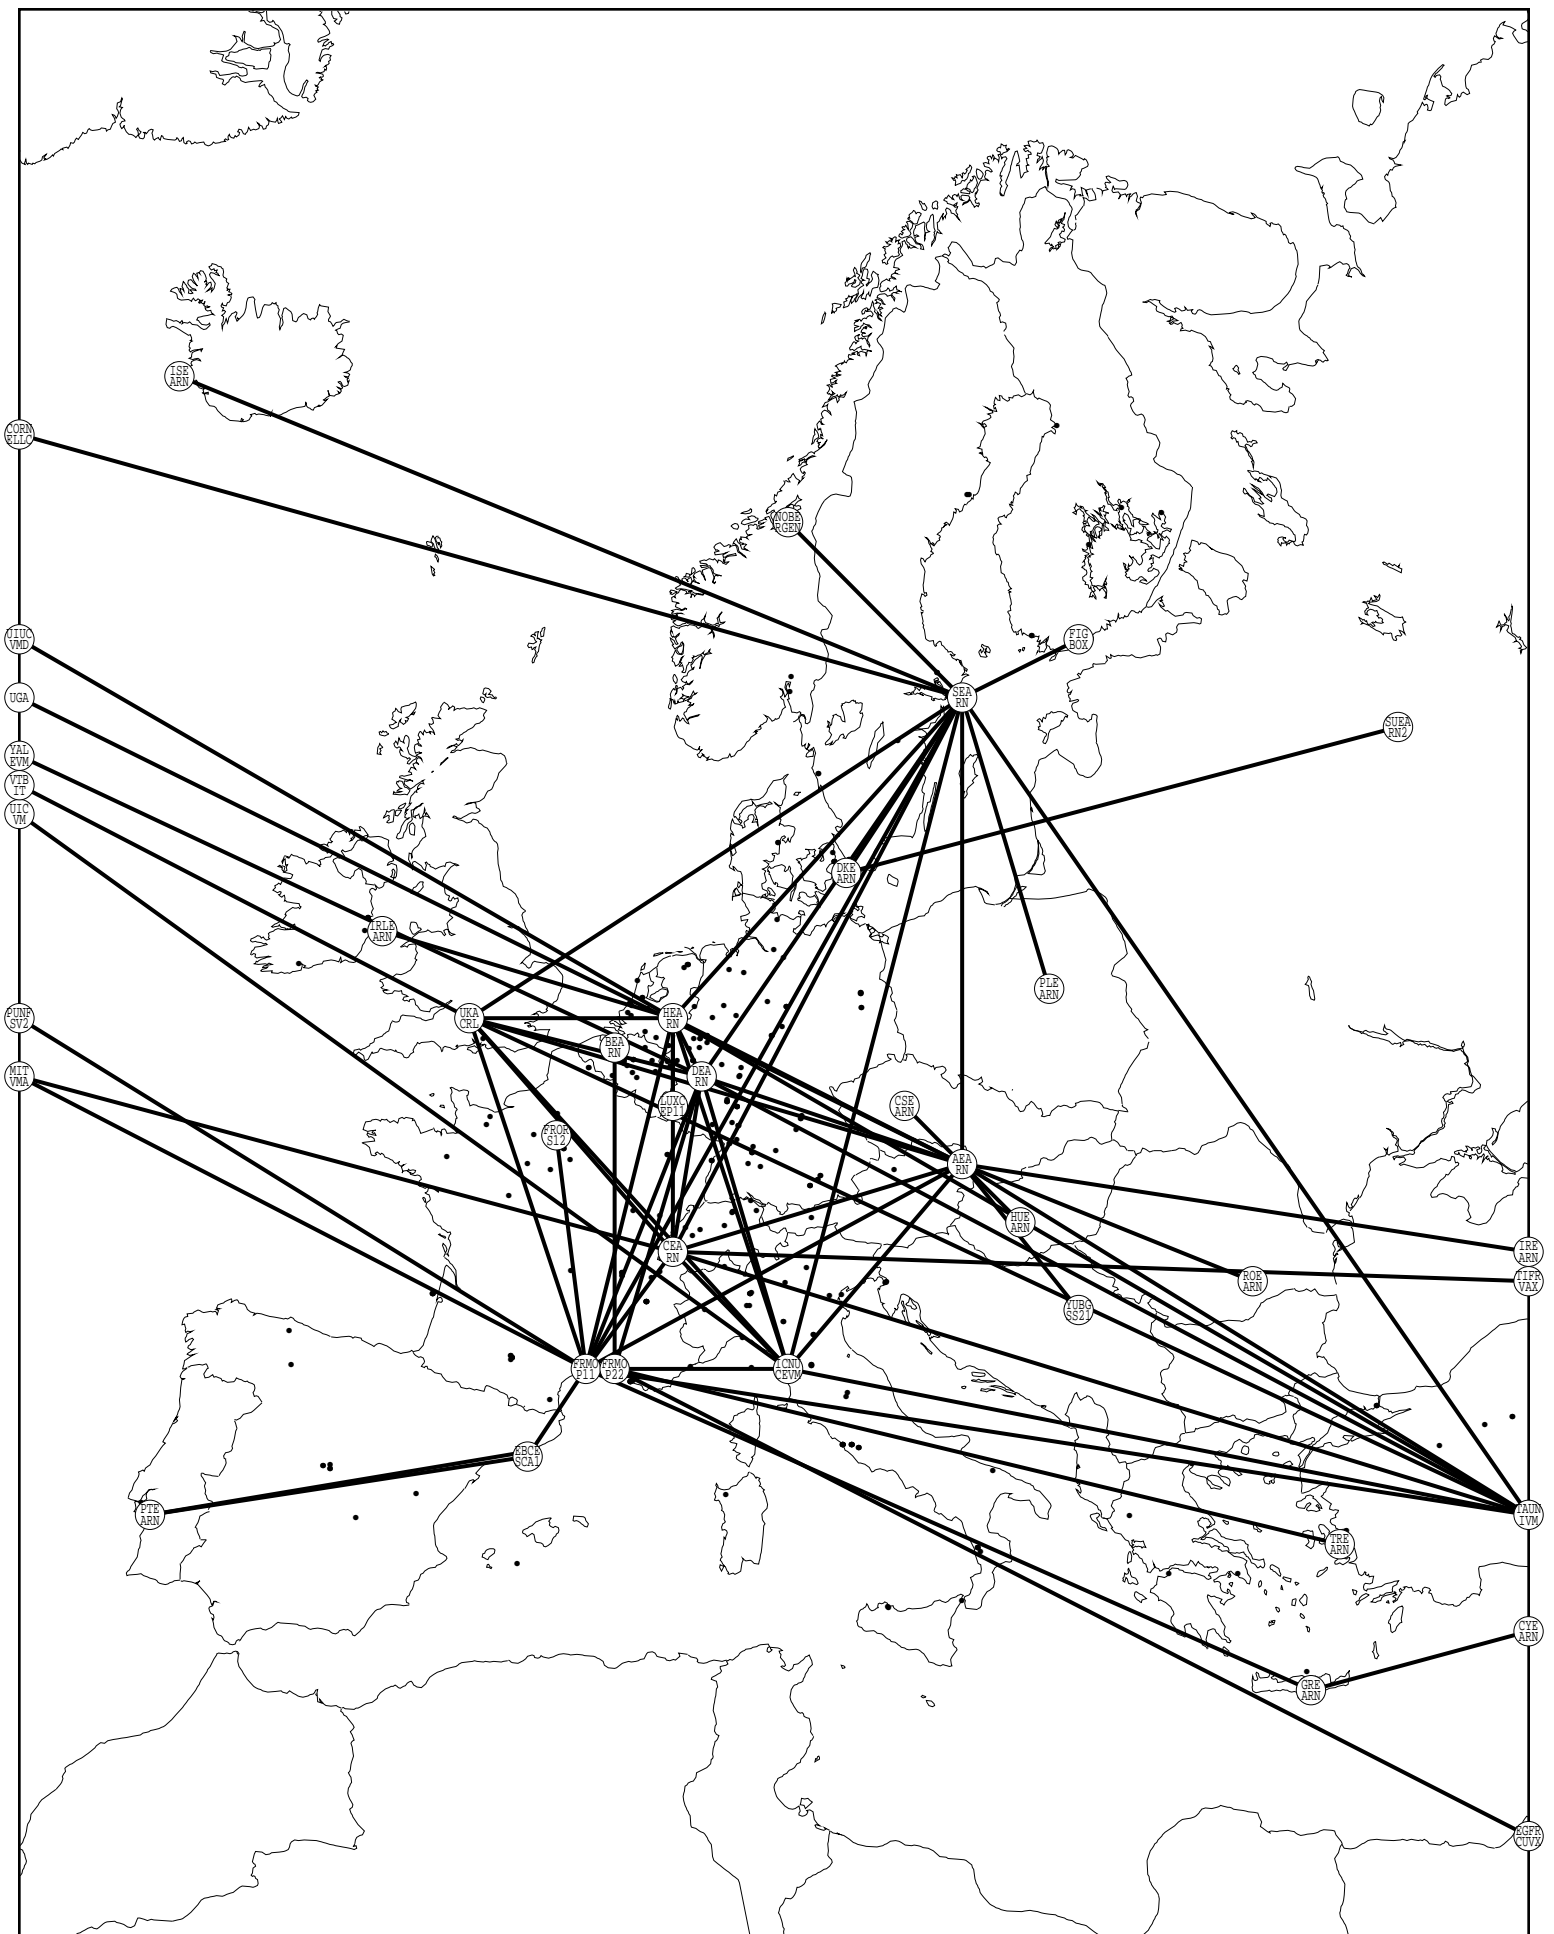 ISE
ARN
CORN
ELLC
NOBE
RGEN
UIUC
VMD
FIG
BOX
UGA
SEA
RN
SUEA
RN2
YAL
EVM
VTB
IT
UIC
VM
DKE
ARN
IRLE
ARN
PLE
ARN
PUNF
SV2
UKA
CRL
HEA
RN
BEA
RN
MIT
VMA
DEA
RN
LUXC
EP11
CSE
ARN
FROR
S12
AEA
RN
HUE
ARN
CEA
RN
IRE
ARN
ROE
ARN
TIFR
VAX
YUBG
SS21
FRMO
P11
FRMO
P22
ICNU
CEVM
EBCE
SCA1
PTE
ARN
TAUN
IVM
TRE
ARN
CYE
ARN
GRE
ARN
EGFR
CUVX